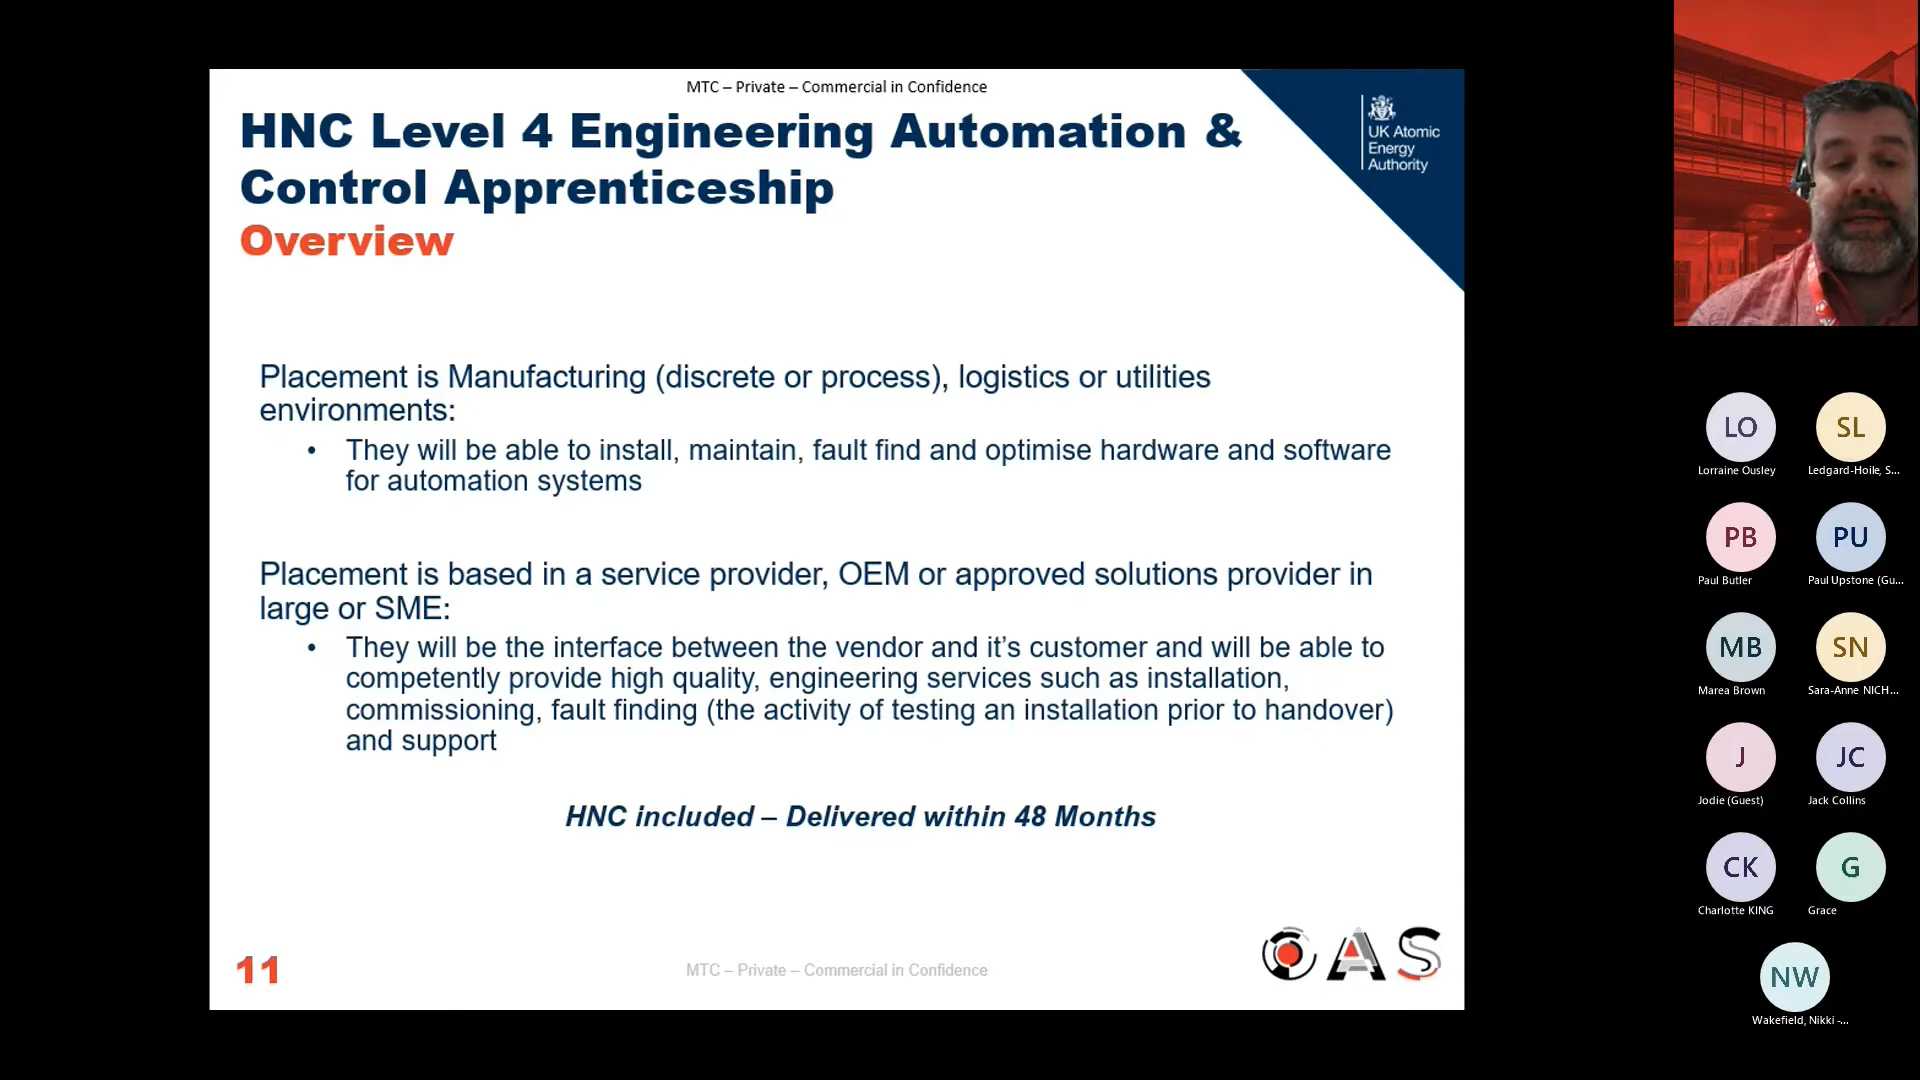 MTC – Private – Commercial in Confidence
HNC Level 4 Engineering Automation &
Control Apprenticeship
Overview
UK Atomic
Energy
Authority
Placement is Manufacturing (discrete or process), logistics or utilities
environments:
• They will be able to install, maintain, fault find and optimise hardware and software
for automation systems
Placement is based in a service provider, OEM or approved solutions provider in
large or SME:
• They will be the interface between the vendor and it's customer and will be able to
competently provide high quality, engineering services such as installation,
commissioning, fault finding (the activity of testing an installation prior to handover)
and support
HNC included – Delivered within 48 Months
11
MTC – Private – Commercial in Confidence
OAS
LO
Lorraine Ousley
SL
Ledgard-Hoile, S...
PB
Paul Butler
PU
Paul Upstone (Gu...
MB
Marea Brown
SN
Sara-Anne NICH...
J
Jodie (Guest)
JC
Jack Collins
CK
Charlotte KING
G
Grace
NW
Wakefield, Nikki -...